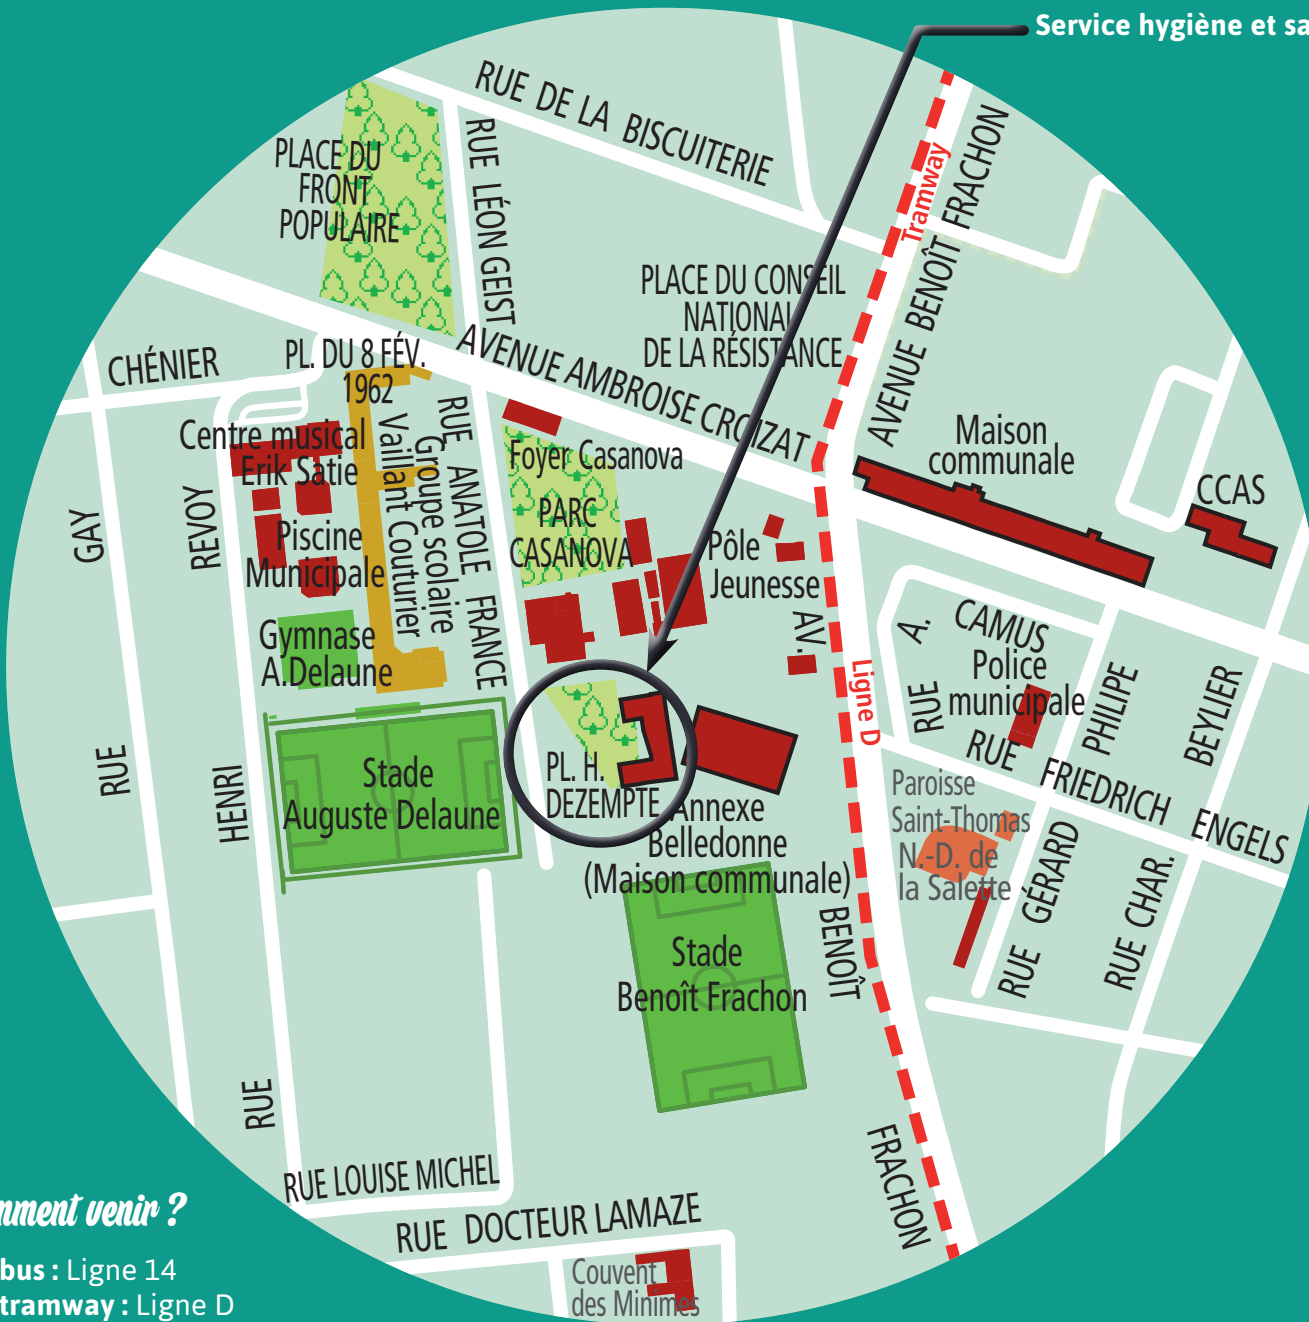 Service hygiène et sa
RUE DE LA BISCUITERIE
PLACE DU
FRONT
POPULAIRE
RUE LÉON GEIST
Tramway
AVENUE BENOÎT FRACHON
PLACE DU CONSEIL
NATIONAL
DE LA RÉSISTANCE
CHÉNIER
PL. DU 8 FÉV.
1962
AVENUE AMBROISE CROIZAT
Centre musical
Erik Satie
Groupe scolaire
Vaillant Couturier
RUE ANATOLE FRANCE
Foyer Casanova
PARC
CASANOVA
Maison
communale
CCAS
RUE GAY
RUE HENRI REVOY
Piscine
Municipale
Pôle
Jeunesse
Gymnase
A.Delaune
AV. BENOÎT FRACHON
Ligne D
RUE A. CAMUS
Police
municipale
RUE GÉRARD PHILIPE
RUE CHAR. BEYLIER
RUE FRIEDRICH ENGELS
Stade
Auguste Delaune
PL. H.
DEZEMPTE
Annexe
Belledonne
(Maison communale)
Paroisse
Saint-Thomas
N.-D. de
la Salette
Stade
Benoît Frachon
RUE LOUISE MICHEL
RUE DOCTEUR LAMAZE
Couvent
des Minimes
mment venir ?
bus : Ligne 14
tramway : Ligne D